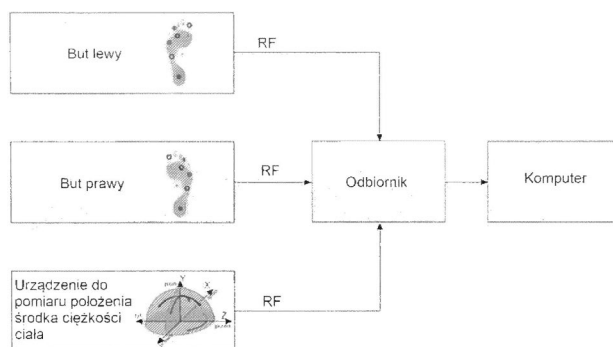 But lewy
RF
But prawy
RF
Odbiornik
Komputer
Urządzenie do
pomiaru położenia
środka ciężkości
ciała
Y
X
Z
RF